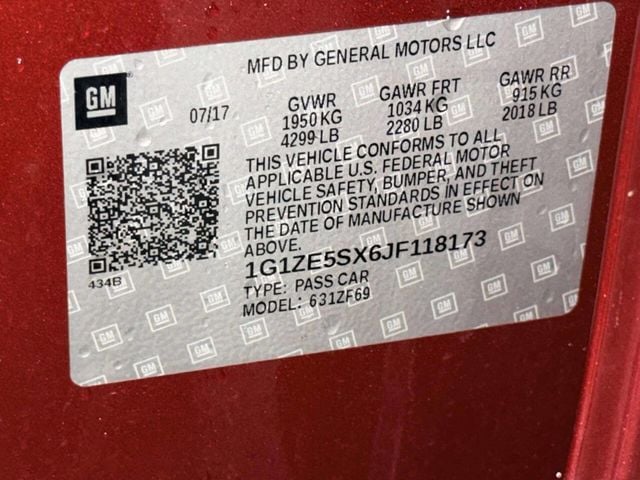 MFD BY GENERAL MOTORS LLC
GM
07/17
GVWR
1950 KG
4299 LB
GAWR FRT
1034 KG
2280 LB
GAWR RR
915 KG
2018 LB
THIS VEHICLE CONFORMS TO ALL
APPLICABLE U.S. FEDERAL MOTOR
VEHICLE SAFETY, BUMPER, AND THEFT
PREVENTION STANDARDS IN EFFECT ON
THE DATE OF MANUFACTURE SHOWN
ABOVE.
434B
1G1ZE5SX6JF118173
TYPE: PASS CAR
MODEL: 631ZF69